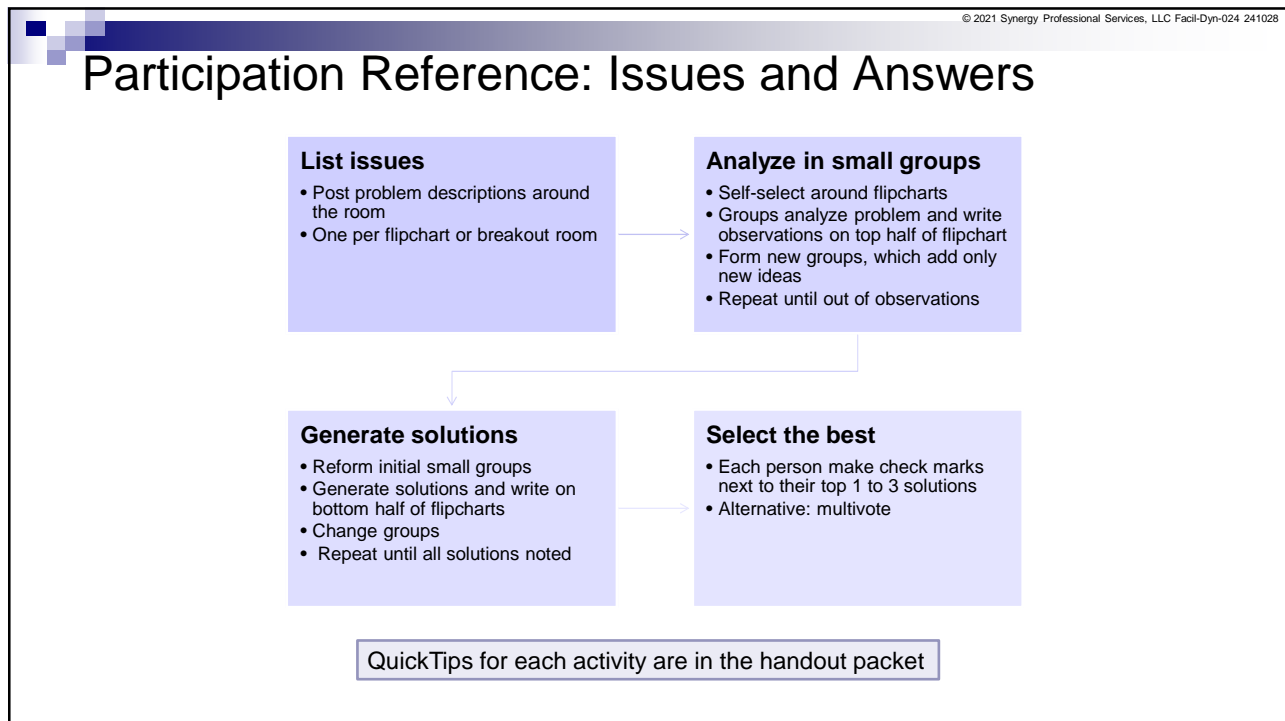 © 2021 Synergy Professional Services, LLC Facil-Dyn-024 241028
Participation Reference: Issues and Answers
List issues
• Post problem descriptions around
the room
• One per flipchart or breakout room
Analyze in small groups
• Self-select around flipcharts
• Groups analyze problem and write
observations on top half of flipchart
• Form new groups, which add only
new ideas
• Repeat until out of observations
Generate solutions
• Reform initial small groups
• Generate solutions and write on
bottom half of flipcharts
• Change groups
• Repeat until all solutions noted
Select the best
• Each person make check marks
next to their top 1 to 3 solutions
• Alternative: multivote
QuickTips for each activity are in the handout packet